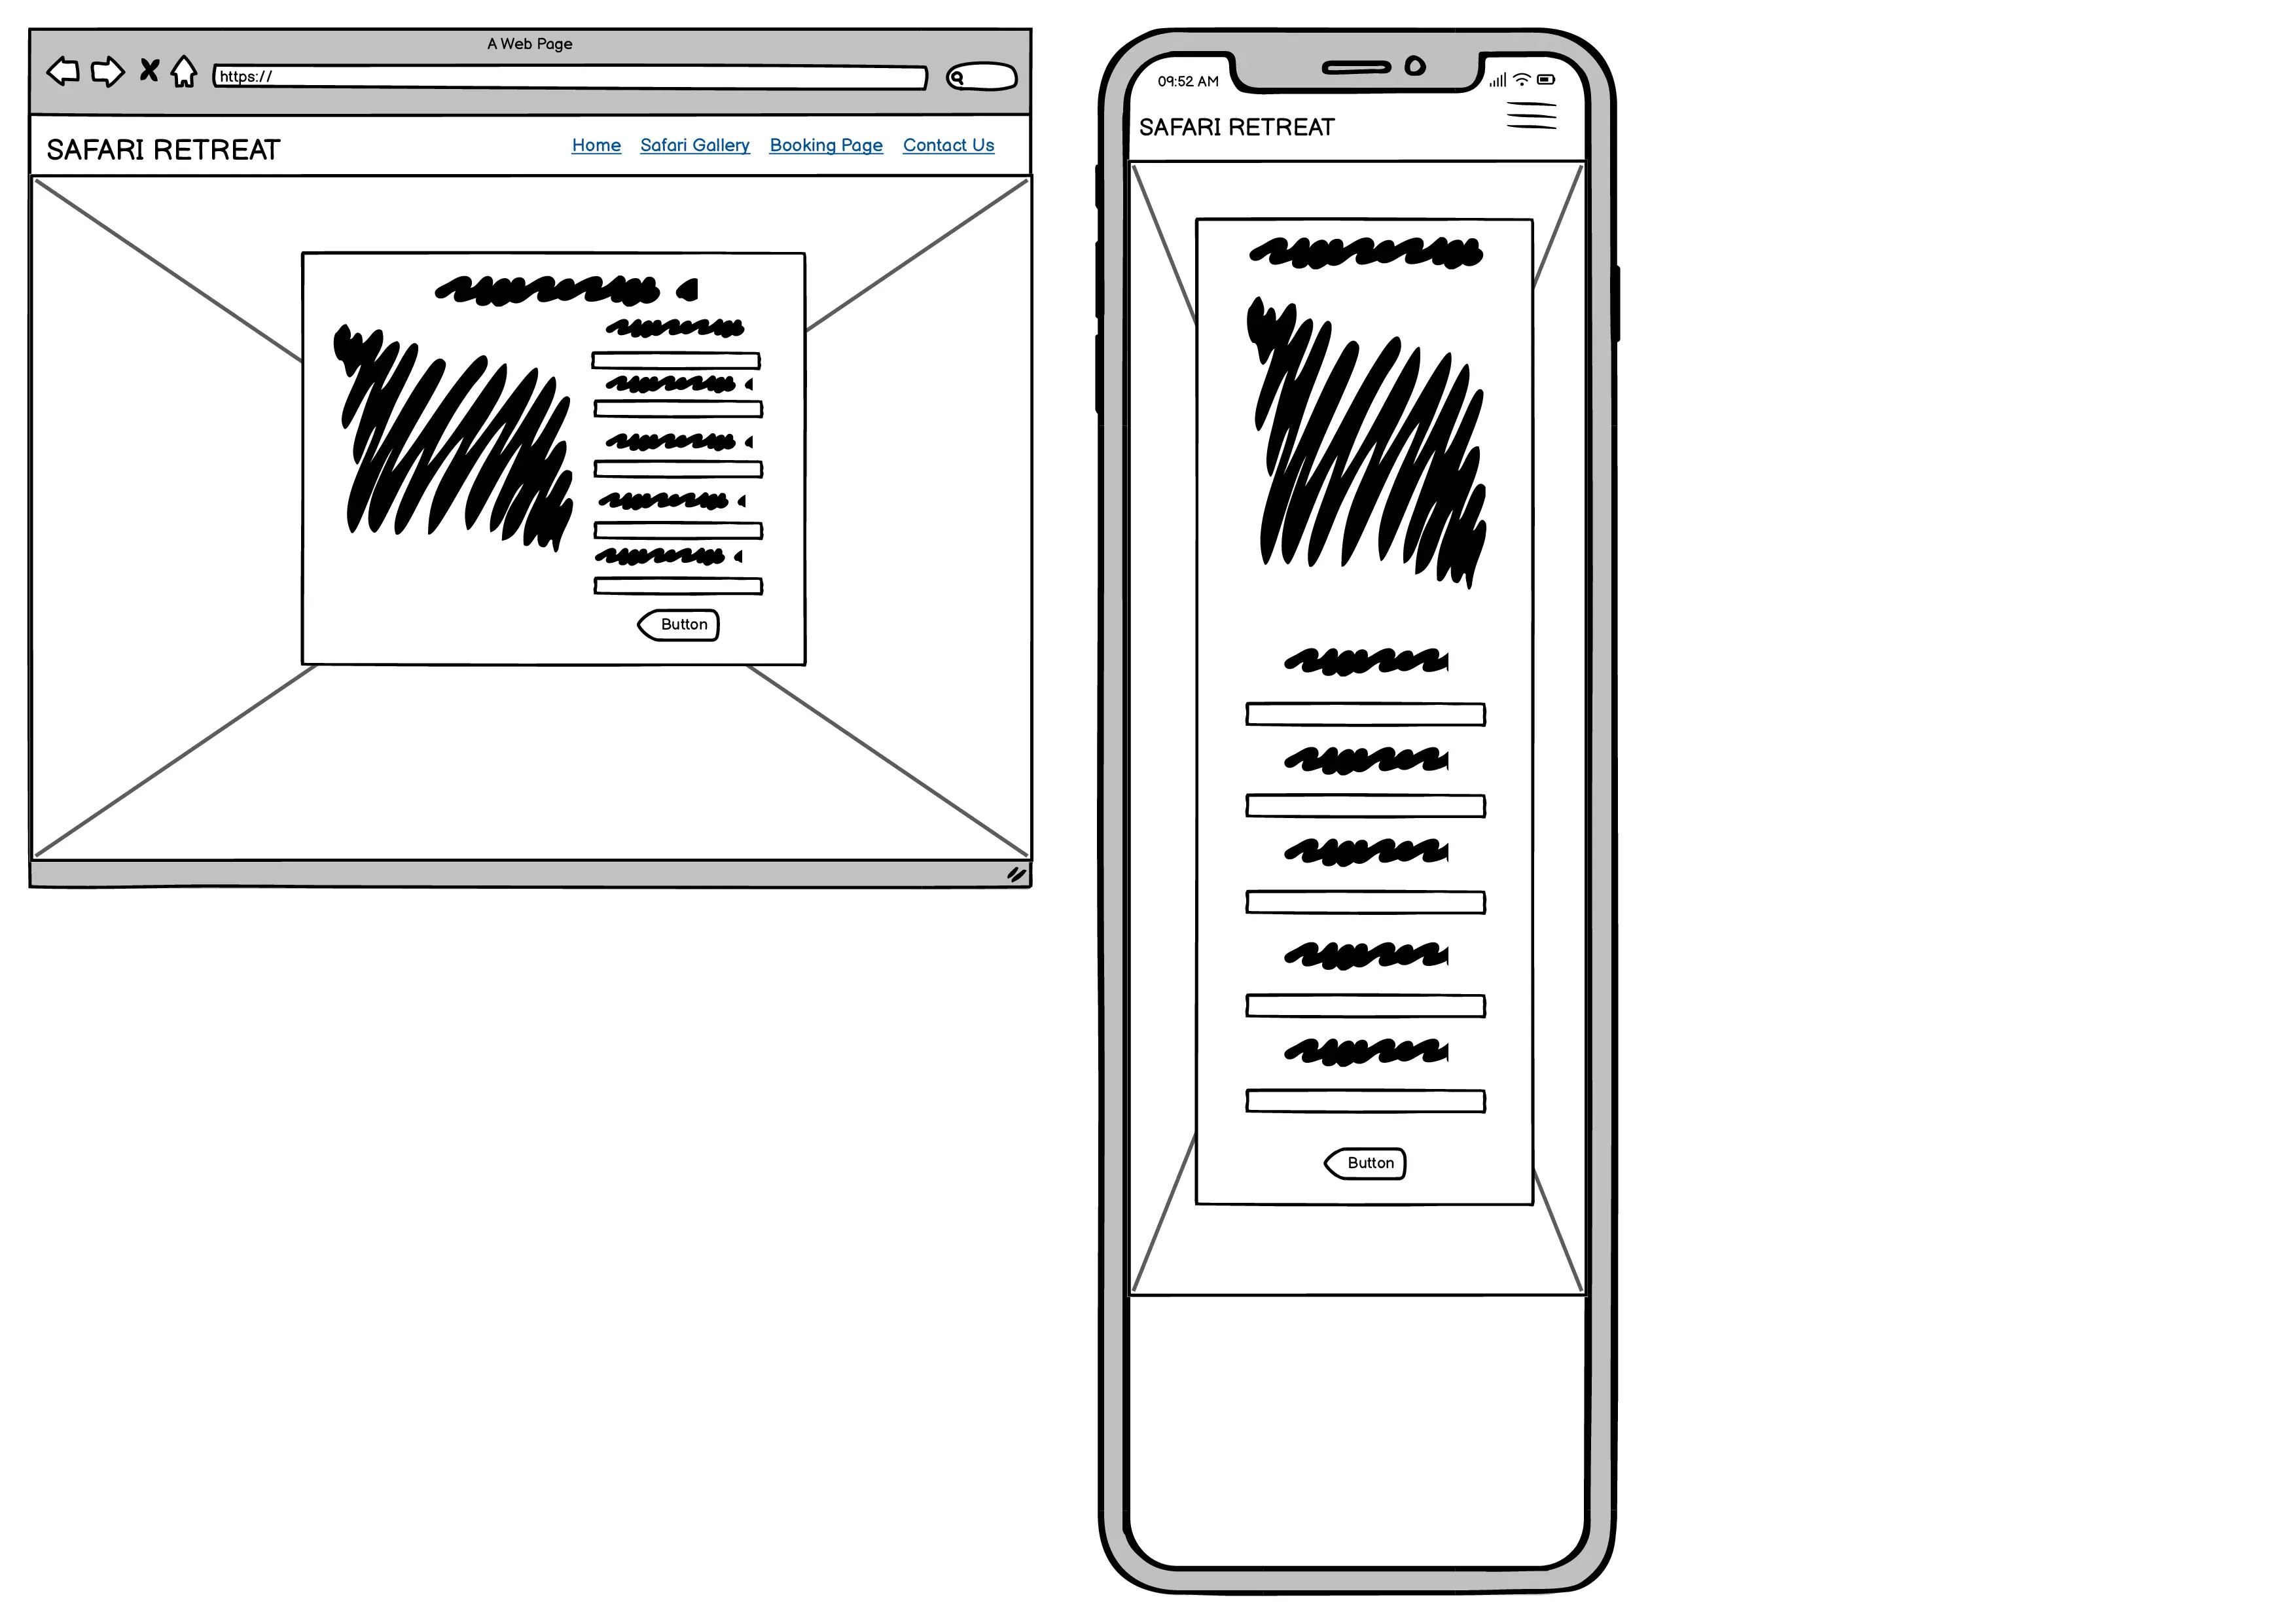 A Web Page
https://
SAFARI RETREAT
Home Safari Gallery Booking Page Contact Us
Button
09:52 AM
SAFARI RETREAT
Button